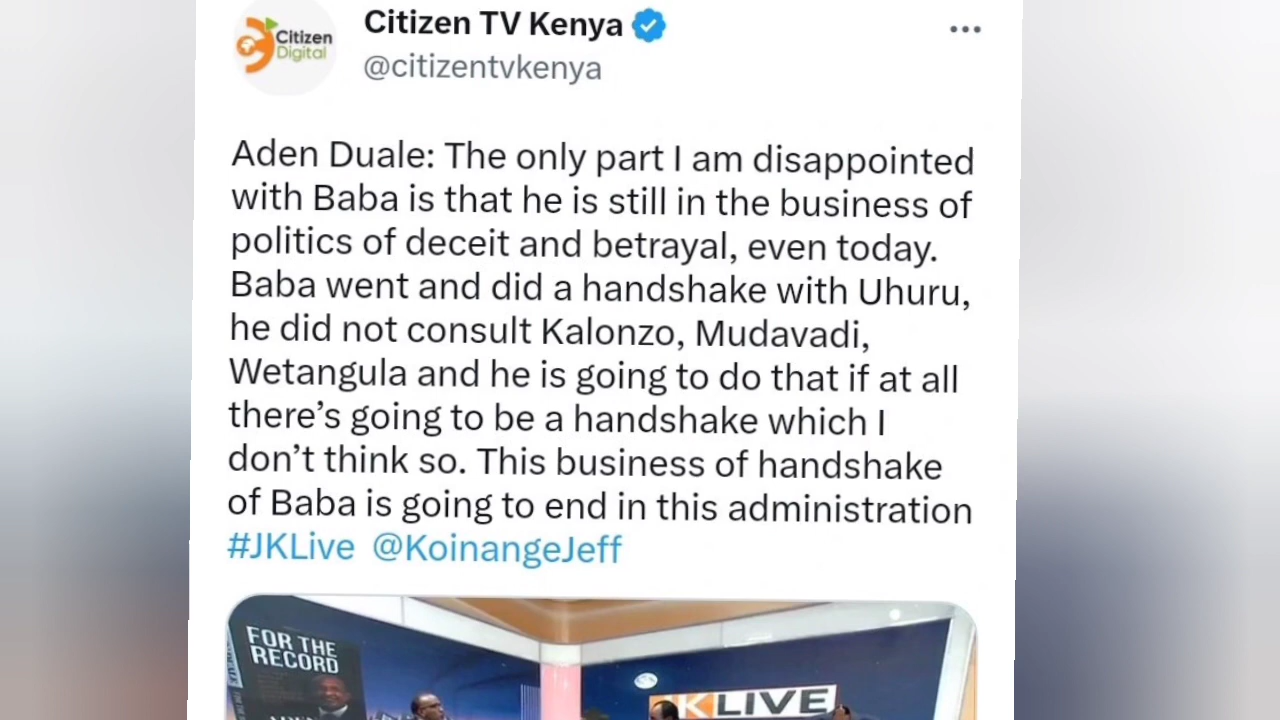 Citizen TV Kenya
Citizen
Digital
@citizentvkenya
Aden Duale: The only part I am disappointed
with Baba is that he is still in the business of
politics of deceit and betrayal, even today.
Baba went and did a handshake with Uhuru,
he did not consult Kalonzo, Mudavadi,
Wetangula and he is going to do that if at all
there’s going to be a handshake which I
don’t think so. This business of handshake
of Baba is going to end in this administration
#JKLive @KoinangeJeff
FOR THE
RECORD
KLIVE